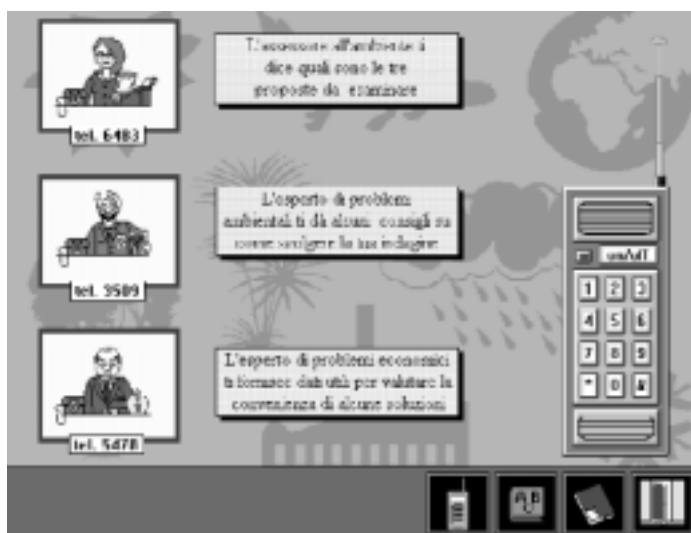 L'assessore all'ambiente ti
dice quali sono le tre
proposte da esaminare
tel. 6483
L'esperto di problemi
ambientali ti dà alcuni consigli su
come svolgere la tua indagine
tel. 3509
L'esperto di problemi economici
ti fornisce dati utili per valutare la
convenienza di alcune soluzioni
tel. 5478
on/off
1 2 3
4 5 6
7 8 9
* 0 #